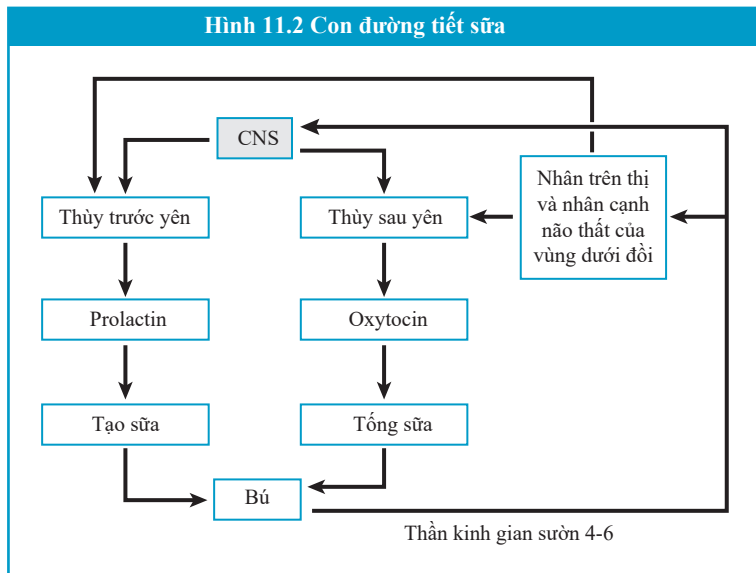 Hình 11.2 Con đường tiết sữa
CNS
Thùy trước yên
Thùy sau yên
Nhân trên thị
và nhân cạnh
não thất của
vùng dưới đồi
Prolactin
Oxytocin
Tạo sữa
Tống sữa
Bú
Thần kinh gian sườn 4-6